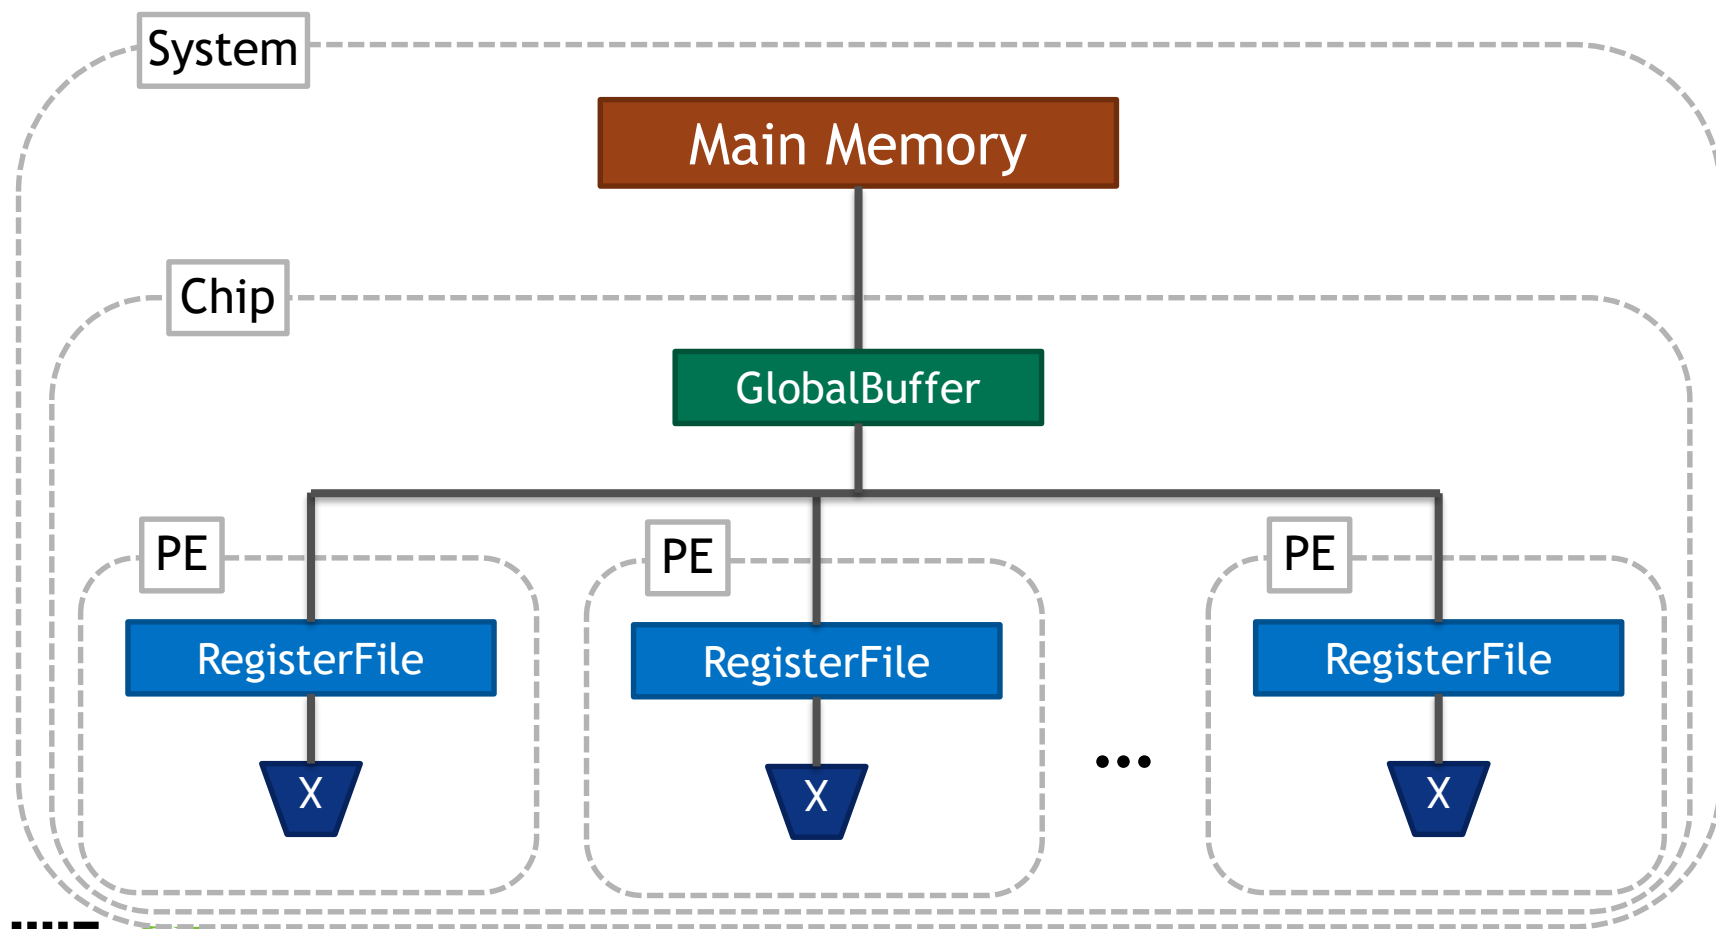 System
Main Memory
Chip
GlobalBuffer
PE
PE
PE
RegisterFile
RegisterFile
RegisterFile
X
X
...
X